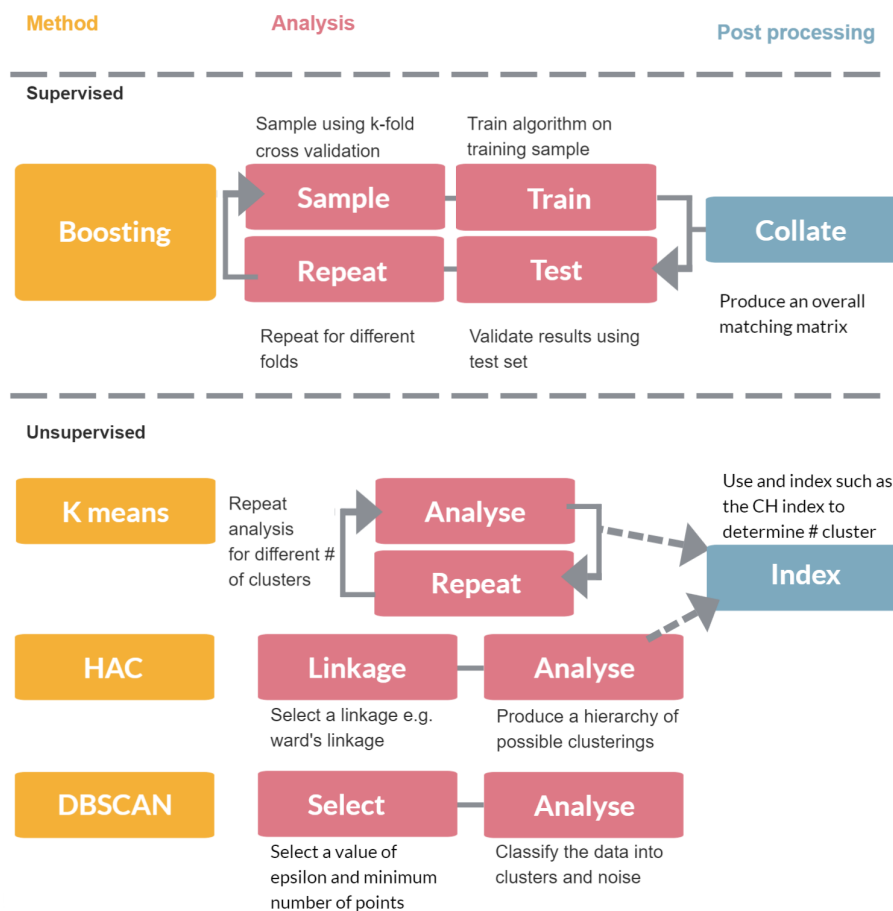 Method
Analysis
Post processing
Supervised
Sample using k-fold
cross validation
Train algorithm on
training sample
Boosting
Sample
Train
Collate
Repeat
Test
Produce an overall
matching matrix
Repeat for different
folds
Validate results using
test set
Unsupervised
K means
Repeat
analysis
for different #
of clusters
Analyse
Repeat
Use and index such as
the CH index to
determine # cluster
Index
HAC
Linkage
Analyse
Select a linkage e.g.
ward's linkage
Produce a hierarchy of
possible clusterings
DBSCAN
Select
Analyse
Select a value of
epsilon and minimum
number of points
Classify the data into
clusters and noise